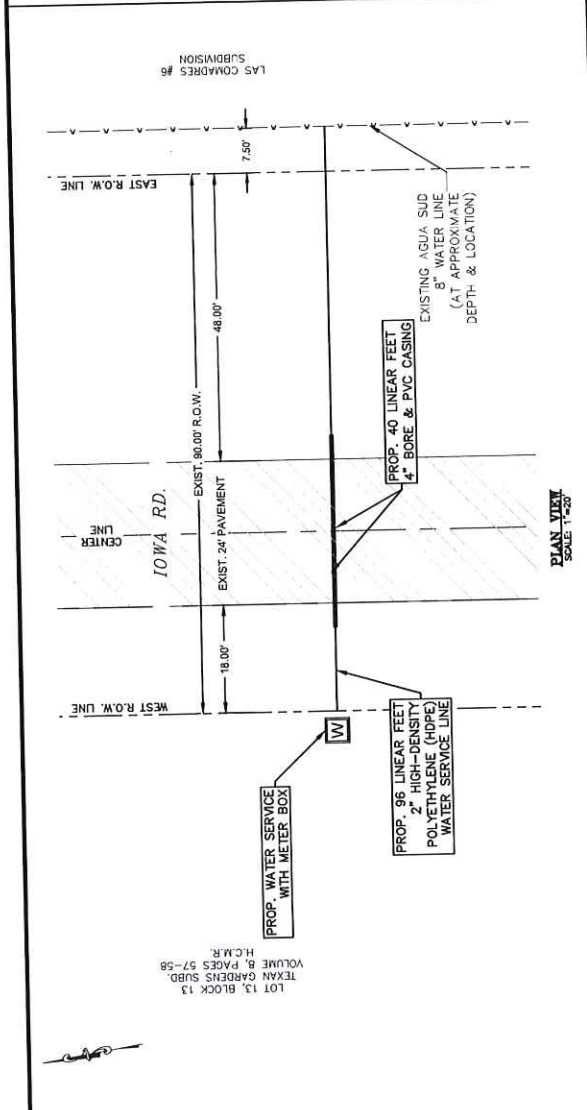 LAS COMADRES #6
SUBDIVISION
7.50'
EAST R.O.W. LINE
48.00'
EXIST. 90.00' R.O.W.
EXISTING AGUA SUD
8" WATER LINE
(AT APPROXIMATE
DEPTH & LOCATION)
PROP. 40 LINEAR FEET
4" BORE & PVC CASING
CENTER
LINE
IOWA RD.
EXIST. 24' PAVEMENT
18.00'
WEST R.O.W. LINE
W
PROP. WATER SERVICE
WITH METER BOX
PROP. 96 LINEAR FEET
2" HIGH-DENSITY
POLYETHYLENE (HDPE)
WATER SERVICE LINE
LOT 13, BLOCK 13
TEXAN GARDENS SUBD.
VOLUME 8, PAGES 57-58
H.C.M.R.
PLAN VIEW
SCALE: 1"=20'